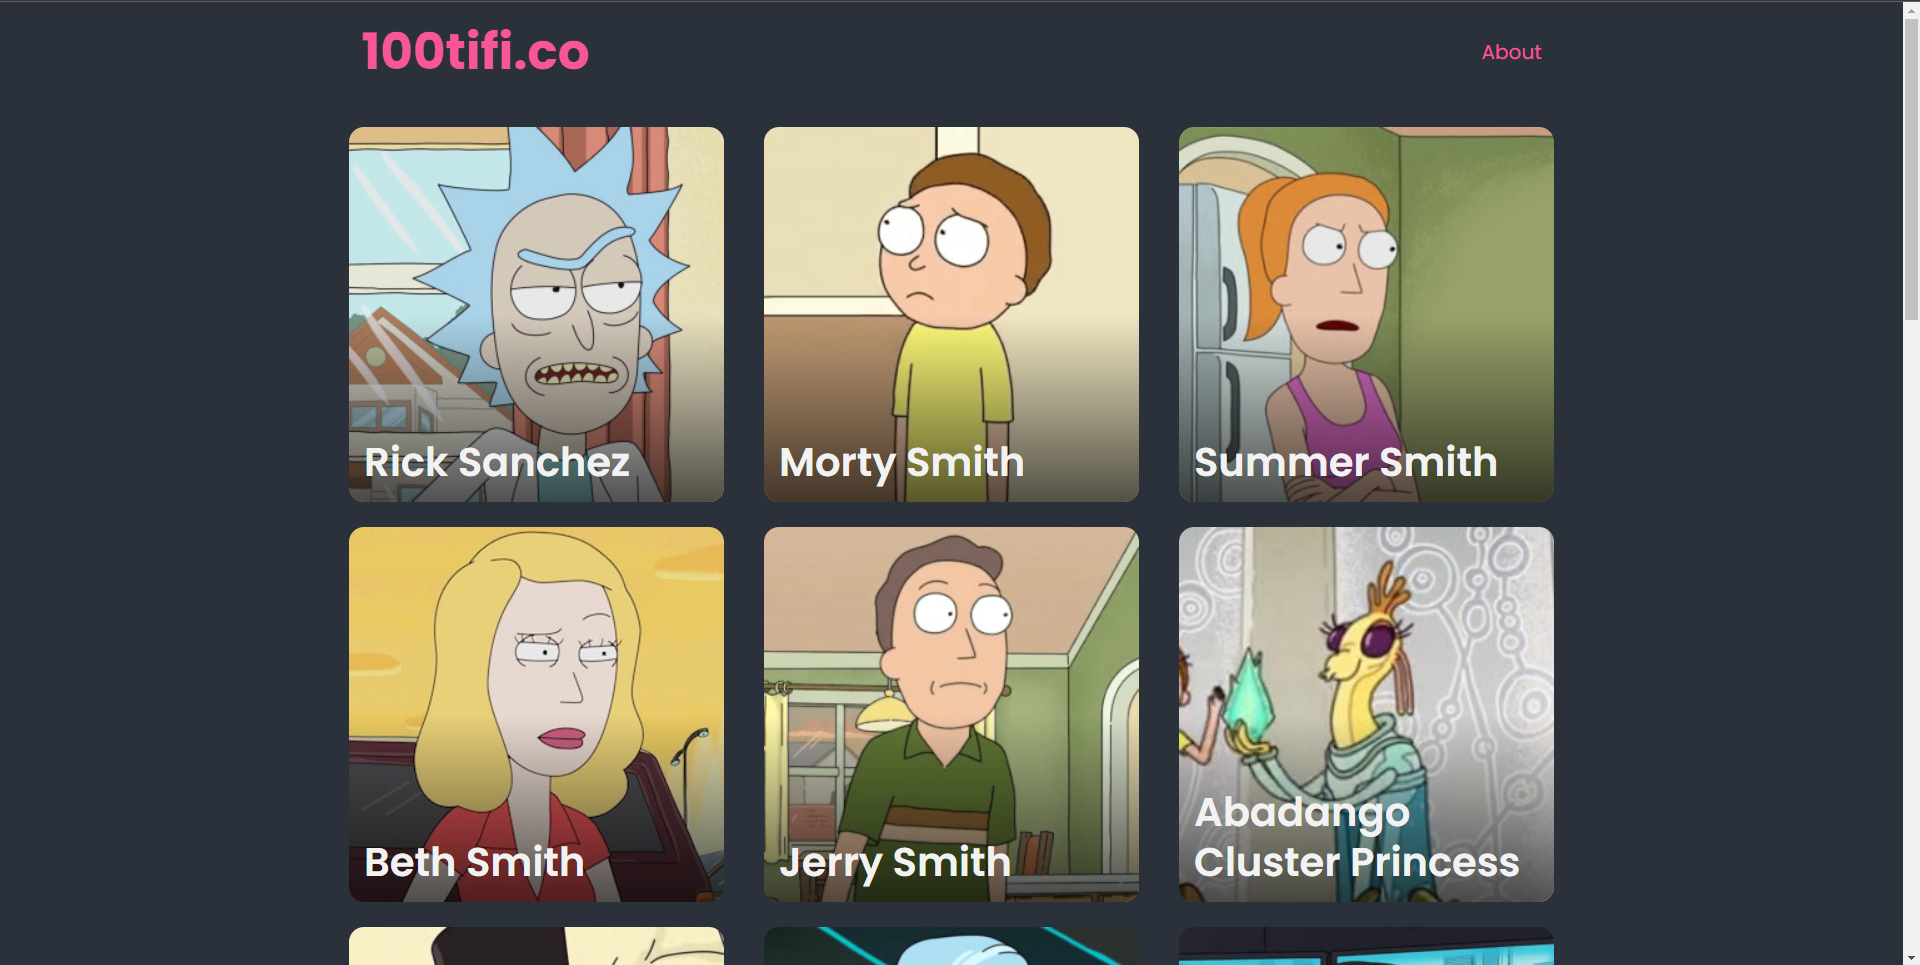 100tifi.co
About
Rick Sanchez
Morty Smith
Summer Smith
Beth Smith
Jerry Smith
Abadango
Cluster Princess